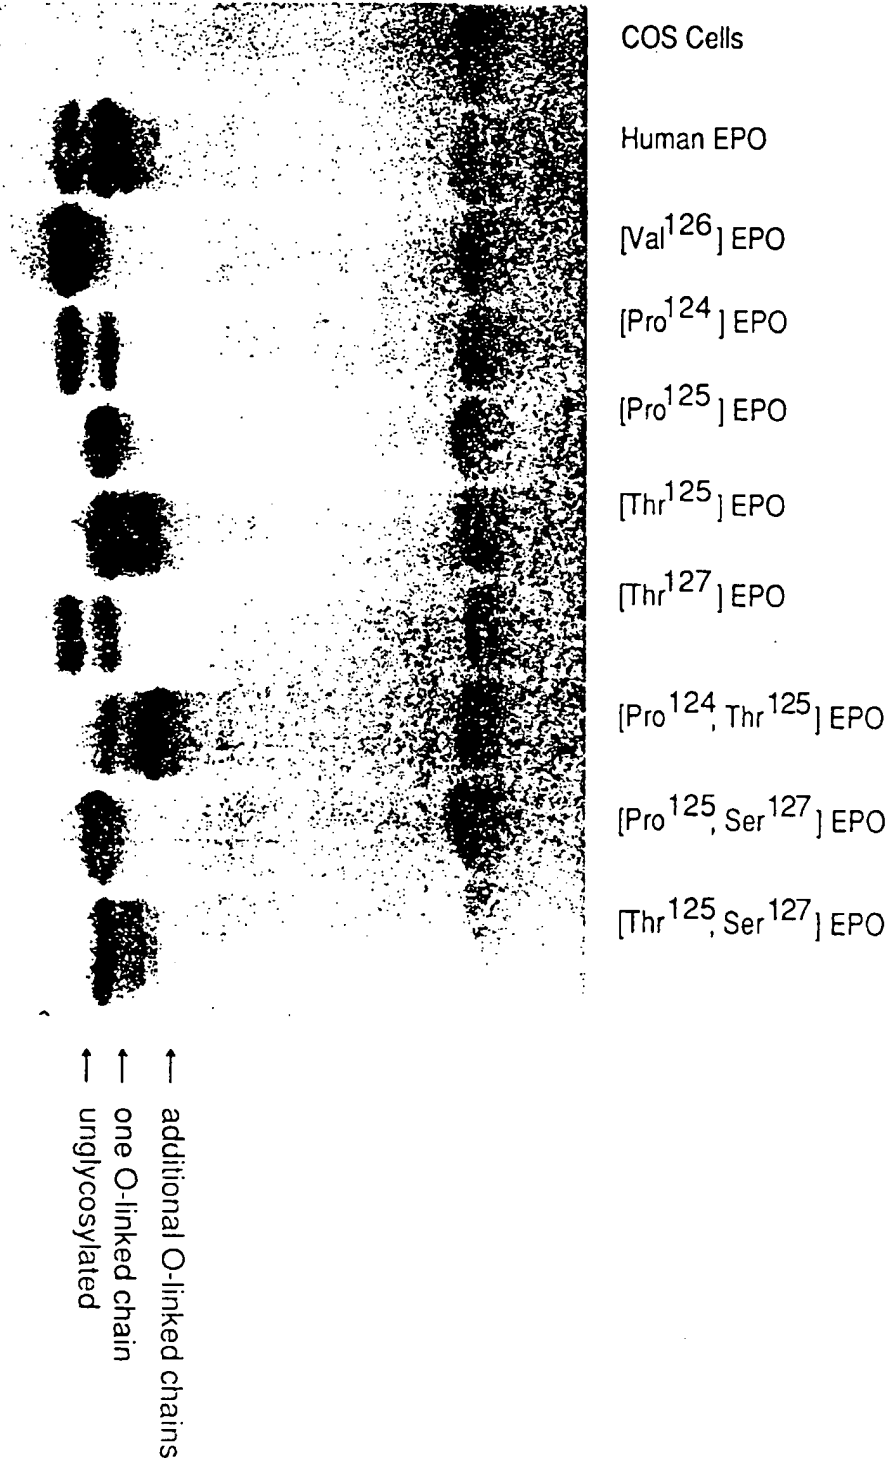 COS Cells
Human EPO
[Val126] EPO
[Pro124] EPO
[Pro125] EPO
[Thr125] EPO
[Thr127] EPO
[Pro124, Thr125] EPO
[Pro125, Ser127] EPO
[Thr125, Ser127] EPO
additional O-linked chains
one O-linked chain
unglycosylated